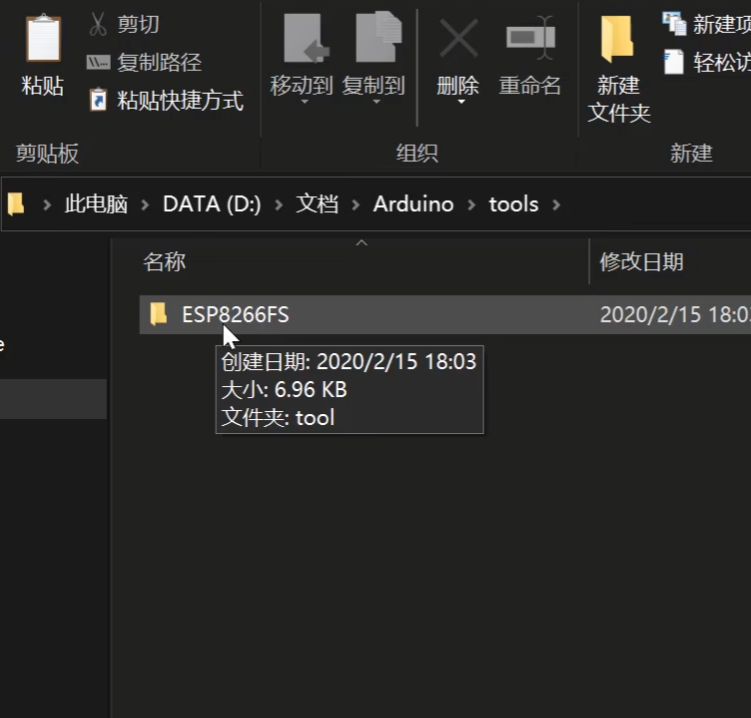 剪切
复制路径
粘贴快捷方式
粘贴
移动到
复制到
删除
重命名
新建
文件夹
新建项
轻松访
剪贴板
组织
新建
此电脑 > DATA (D:) > 文档 > Arduino > tools >
名称
修改日期
ESP8266FS
2020/2/15 18:03
e
创建日期: 2020/2/15 18:03
大小: 6.96 KB
文件夹: tool